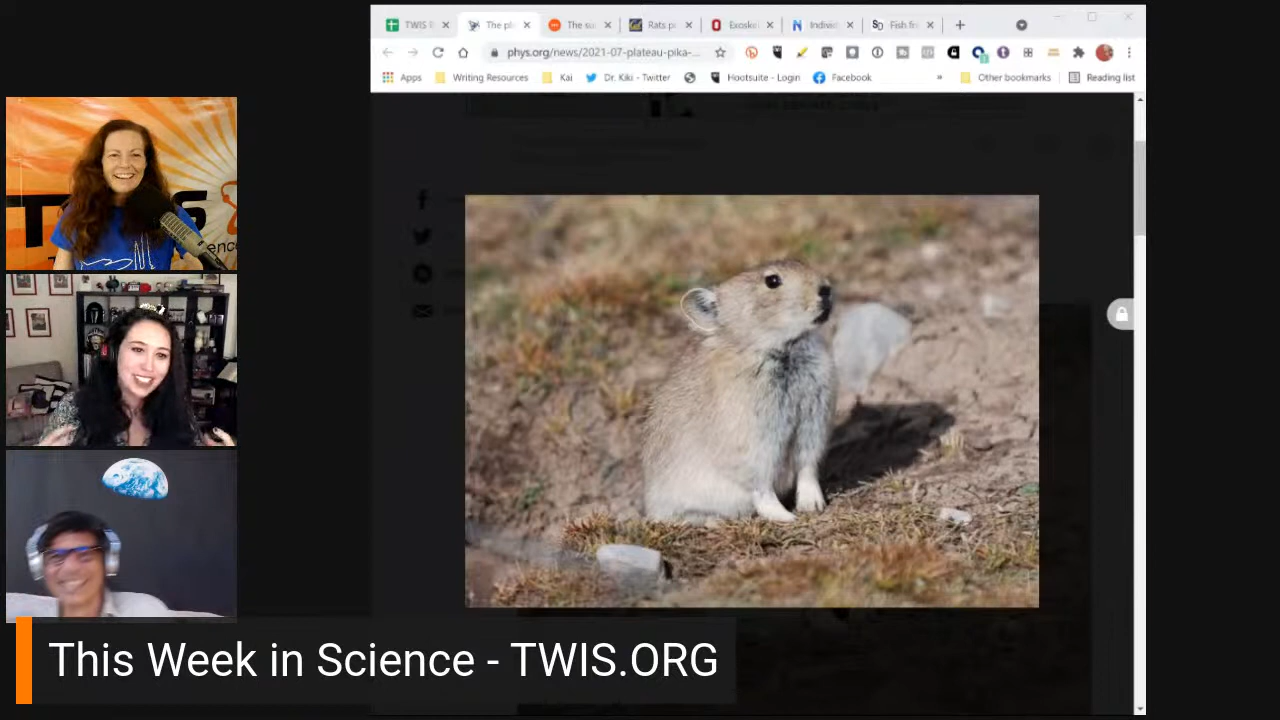 TWIS R
The pl
The su
Rats p
Exoske
Individ
Fish fr
phys.org/news/2021-07-plateau-pika-...
Apps
Writing Resources
Kai
Dr. Kiki - Twitter
Hootsuite - Login
Facebook
»
Other bookmarks
Reading list
This Week in Science - TWIS.ORG